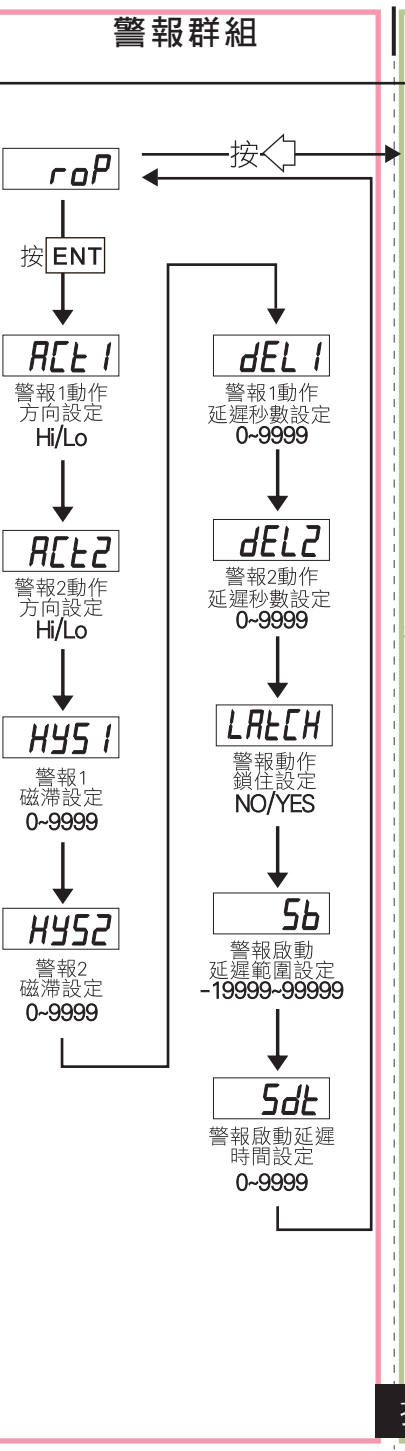 警報群組
roP
按
按 ENT
ACt1
警報1動作
方向設定
Hi/Lo
ACt2
警報2動作
方向設定
Hi/Lo
HYS1
警報1
磁滯設定
0~9999
HYS2
警報2
磁滯設定
0~9999
dEL1
警報1動作
延遲秒數設定
0~9999
dEL2
警報2動作
延遲秒數設定
0~9999
LAtCH
警報動作
鎖住設定
NO/YES
Sb
警報啟動
延遲範圍設定
-19999~99999
Sdt
警報啟動延遲
時間設定
0~9999